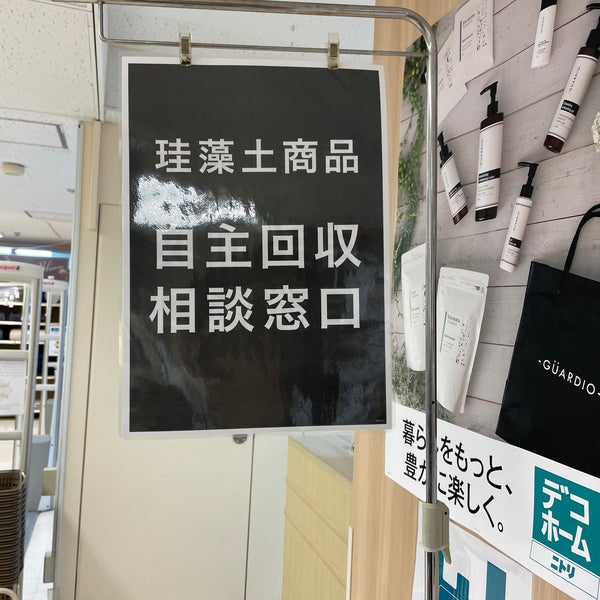 珪藻土商品
自主回収
相談窓口
-GÜARDIO-
暮らしをもっと、
豊かに楽しく。
デコ
ホーム
ニトリ